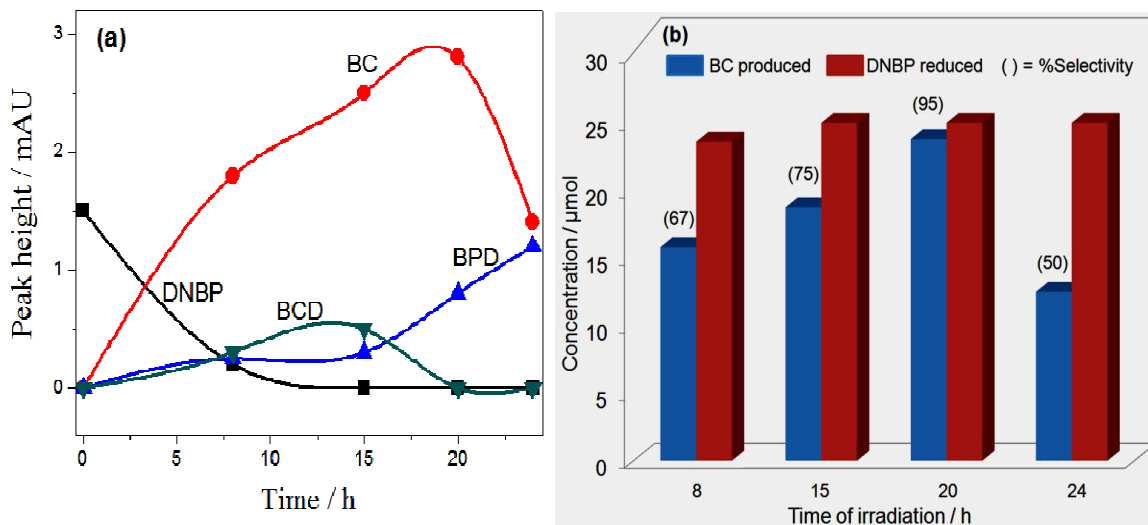 (a)
Peak height / mAU
3
2
1
0
BC
BPD
DNBP
BCD
0 5 10 15 20
Time / h
(b)
BC produced DNBP reduced ( ) = %Selectivity
Concentration / µmol
30
25
20
15
10
5
0
(67)
(75)
(95)
(50)
8 15 20 24
Time of irradiation / h